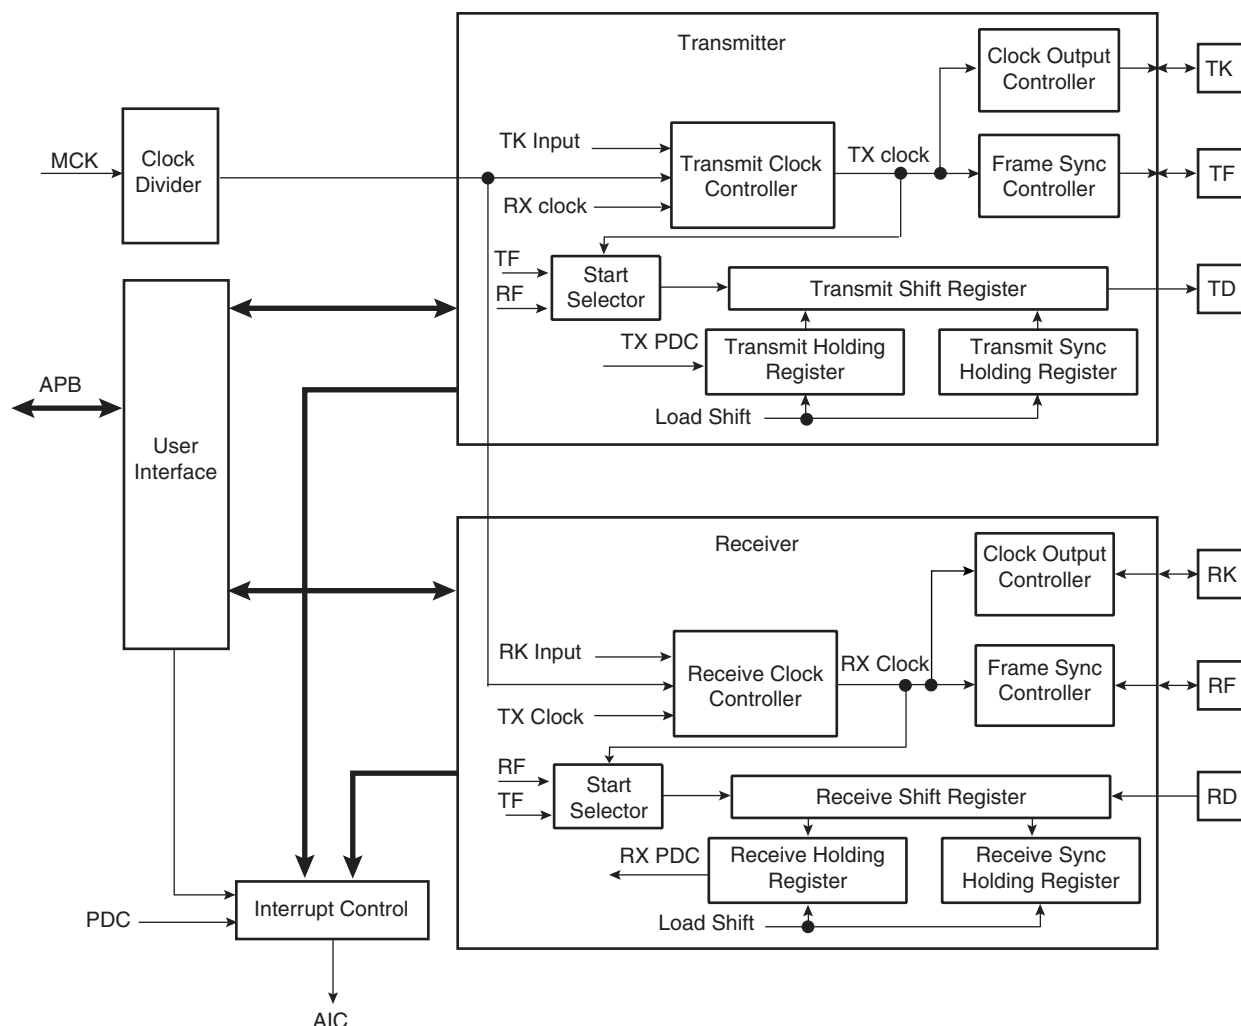 Transmitter
Clock Output
Controller
TK
MCK
Clock
Divider
TK Input
Transmit Clock
Controller
TX clock
Frame Sync
Controller
TF
RX clock
TF
RF
Start
Selector
Transmit Shift Register
TD
TX PDC
Transmit Holding
Register
Transmit Sync
Holding Register
Load Shift
APB
User
Interface
Receiver
Clock Output
Controller
RK
RK Input
Receive Clock
Controller
RX Clock
Frame Sync
Controller
RF
TX Clock
RF
TF
Start
Selector
Receive Shift Register
RD
RX PDC
Receive Holding
Register
Receive Sync
Holding Register
Load Shift
PDC
Interrupt Control
AIC